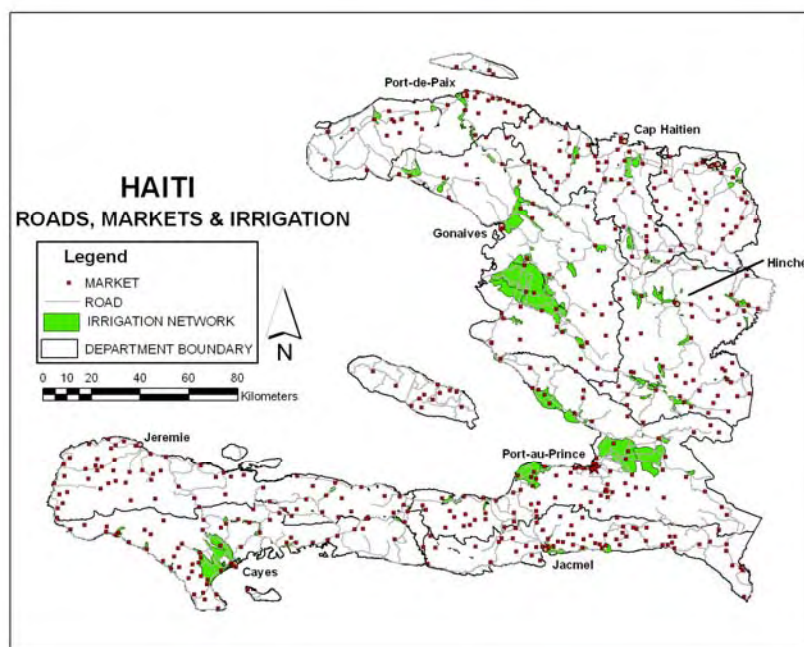 Port-de-Paix
Cap Haitien
HAITI
ROADS, MARKETS & IRRIGATION
Gonalves
Legend
MARKET
ROAD
IRRIGATION NETWORK
DEPARTMENT BOUNDARY
N
Hinche
0 10 20 40 60 80
Kilometers
Jeremie
Port-au-Prince
Cayes
Jacmel